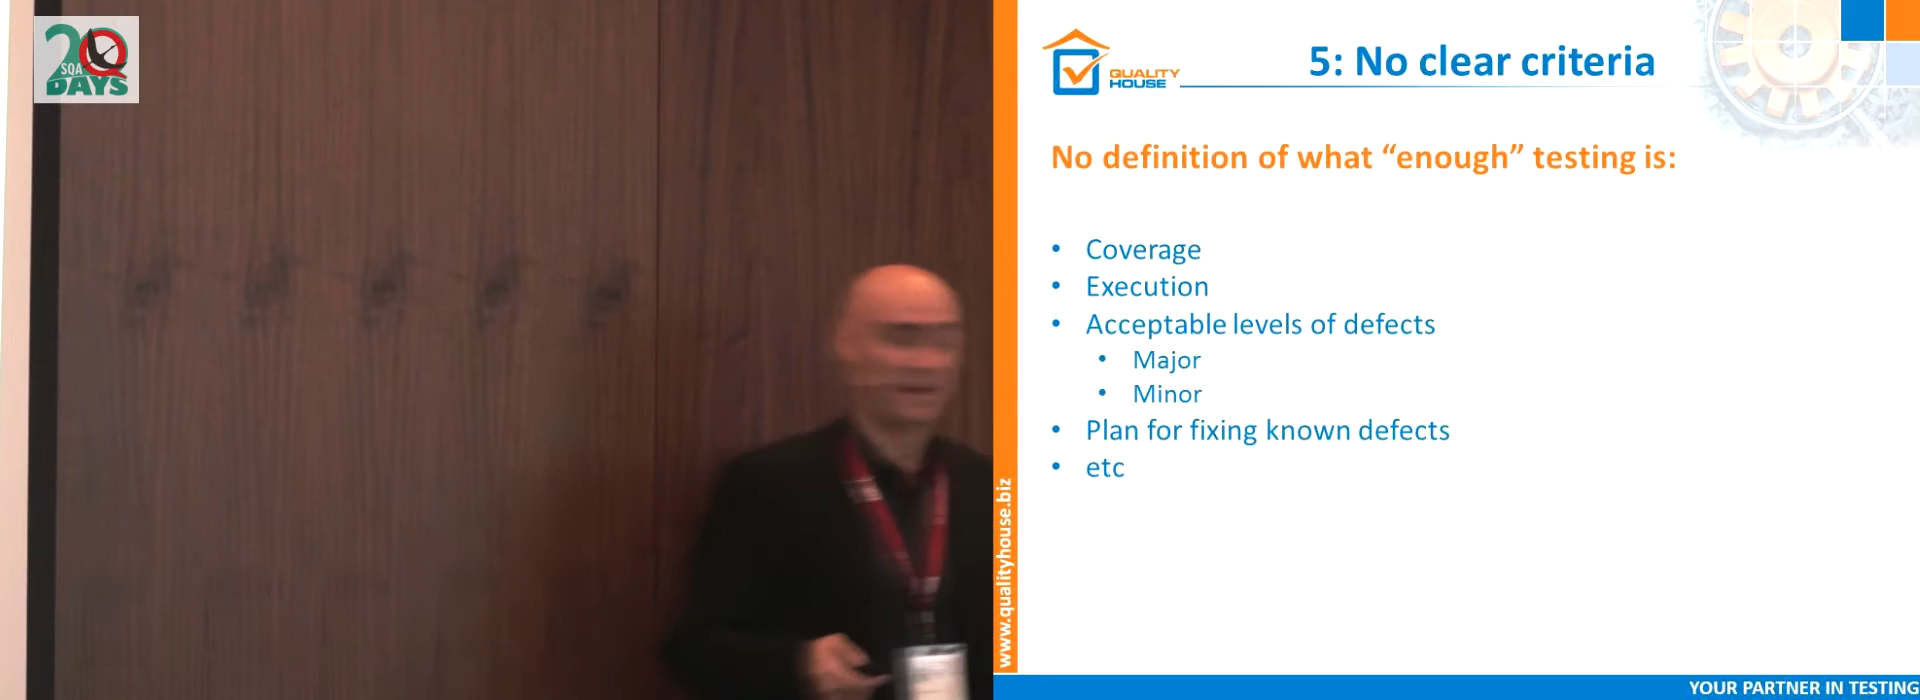 20
SQA
DAYS
QUALITY
HOUSE
5: No clear criteria
No definition of what “enough” testing is:
• Coverage
• Execution
• Acceptable levels of defects
• Major
• Minor
• Plan for fixing known defects
• etc
www.qualityhouse.biz
YOUR PARTNER IN TESTING